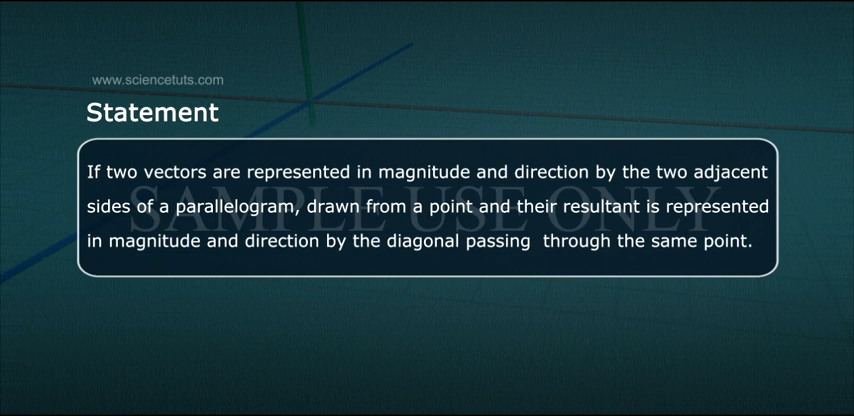 www.sciencetuts.com
Statement
If two vectors are represented in magnitude and direction by the two adjacent
sides of a parallelogram, drawn from a point and their resultant is represented
in magnitude and direction by the diagonal passing through the same point.
SAMPLE USE ONLY